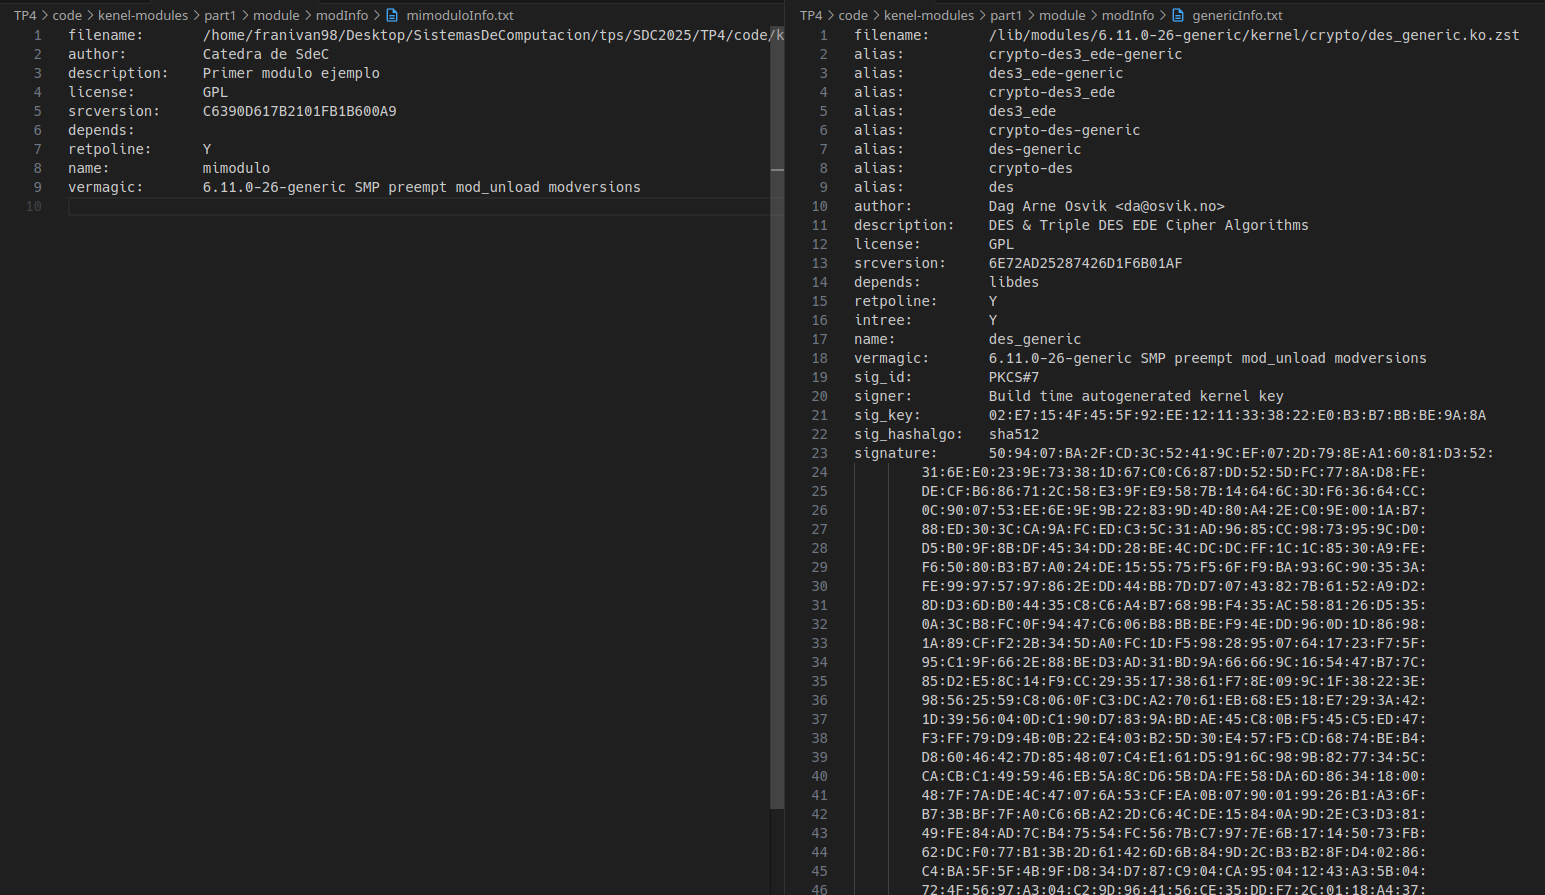 TP4 > code > kenel-modules > part1 > module > modInfo > mimoduloInfo.txt
1 filename: /home/franivan98/Desktop/SistemasDeComputacion/tps/SDC2025/TP4/code/k
2 author: Catedra de SdeC
3 description: Primer modulo ejemplo
4 license: GPL
5 srcversion: C6390D617B2101FB1B600A9
6 depends:
7 retpoline: Y
8 name: mimodulo
9 vermagic: 6.11.0-26-generic SMP preempt mod_unload modversions
10
TP4 > code > kenel-modules > part1 > module > modInfo > genericInfo.txt
1 filename: /lib/modules/6.11.0-26-generic/kernel/crypto/des_generic.ko.zst
2 alias: crypto-des3_ede-generic
3 alias: des3_ede-generic
4 alias: crypto-des3_ede
5 alias: des3_ede
6 alias: crypto-des-generic
7 alias: des-generic
8 alias: crypto-des
9 alias: des
10 author: Dag Arne Osvik <da@osvik.no>
11 description: DES & Triple DES EDE Cipher Algorithms
12 license: GPL
13 srcversion: 6E72AD25287426D1F6B01AF
14 depends: libdes
15 retpoline: Y
16 intree: Y
17 name: des_generic
18 vermagic: 6.11.0-26-generic SMP preempt mod_unload modversions
19 sig_id: PKCS#7
20 signer: Build time autogenerated kernel key
21 sig_key: 02:E7:15:4F:45:5F:92:EE:12:11:33:38:22:E0:B3:B7:BB:BE:9A:8A
22 sig_hashalgo: sha512
23 signature: 50:94:07:BA:2F:CD:3C:52:41:9C:EF:07:2D:79:8E:A1:60:81:D3:52:
24 31:6E:E0:23:9E:73:38:1D:67:C0:C6:87:DD:52:5D:FC:77:8A:D8:FE:
25 DE:CF:B6:86:71:2C:58:E3:9F:E9:58:7B:14:64:6C:3D:F6:36:64:CC:
26 0C:90:07:53:EE:6E:9E:9B:22:83:9D:4D:80:A4:2E:C0:9E:00:1A:B7:
27 88:ED:30:3C:CA:9A:FC:ED:C3:5C:31:AD:96:85:CC:98:73:95:9C:D0:
28 D5:B0:9F:8B:DF:45:34:DD:28:BE:4C:DC:DC:FF:1C:1C:85:30:A9:FE:
29 F6:50:80:B3:B7:A0:24:DE:15:55:75:F5:6F:F9:BA:93:6C:90:35:3A:
30 FE:99:97:57:97:86:2E:DD:44:BB:7D:D7:07:43:82:7B:61:52:A9:D2:
31 8D:D3:6D:B0:44:35:C8:C6:A4:B7:68:9B:F4:35:AC:58:81:26:D5:35:
32 0A:3C:B8:FC:0F:94:47:C6:06:B8:BB:BE:F9:4E:DD:96:0D:1D:86:98:
33 1A:89:CF:F2:2B:34:5D:A0:FC:1D:F5:98:28:95:07:64:17:23:F7:5F:
34 95:C1:9F:66:2E:88:BE:D3:AD:31:BD:9A:66:66:9C:16:54:47:B7:7C:
35 85:D2:E5:8C:14:F9:CC:29:35:17:38:61:F7:8E:09:9C:1F:38:22:3E:
36 98:56:25:59:C8:06:0F:C3:DC:A2:70:61:EB:68:E5:18:E7:29:3A:42:
37 1D:39:56:04:0D:C1:90:D7:83:9A:BD:AE:45:C8:0B:F5:45:C5:ED:47:
38 F3:FF:79:D9:4B:0B:22:E4:03:B2:5D:30:E4:57:F5:CD:68:74:BE:B4:
39 D8:60:46:42:7D:85:48:07:C4:E1:61:D5:91:6C:98:9B:82:77:34:5C:
40 CA:CB:C1:49:59:46:EB:5A:8C:D6:5B:DA:FE:58:DA:6D:86:34:18:00:
41 48:7F:7A:DE:4C:47:07:6A:53:CF:EA:0B:07:90:01:99:26:B1:A3:6F:
42 B7:3B:BF:7F:A0:C6:6B:A2:2D:C6:4C:DE:15:84:0A:9D:2E:C3:D3:81:
43 49:FE:84:AD:7C:B4:75:54:FC:56:7B:C7:97:7E:6B:17:14:50:73:FB:
44 62:DC:F0:77:B1:3B:2D:61:42:6D:6B:84:9D:2C:B3:B2:8F:D4:02:86:
45 C4:BA:5F:5F:4B:9F:D8:34:D7:87:C9:04:CA:95:04:12:43:A3:5B:04:
46 72:4F:56:97:A3:04:C2:9D:96:41:56:CE:35:DD:F7:2C:01:18:A4:37: